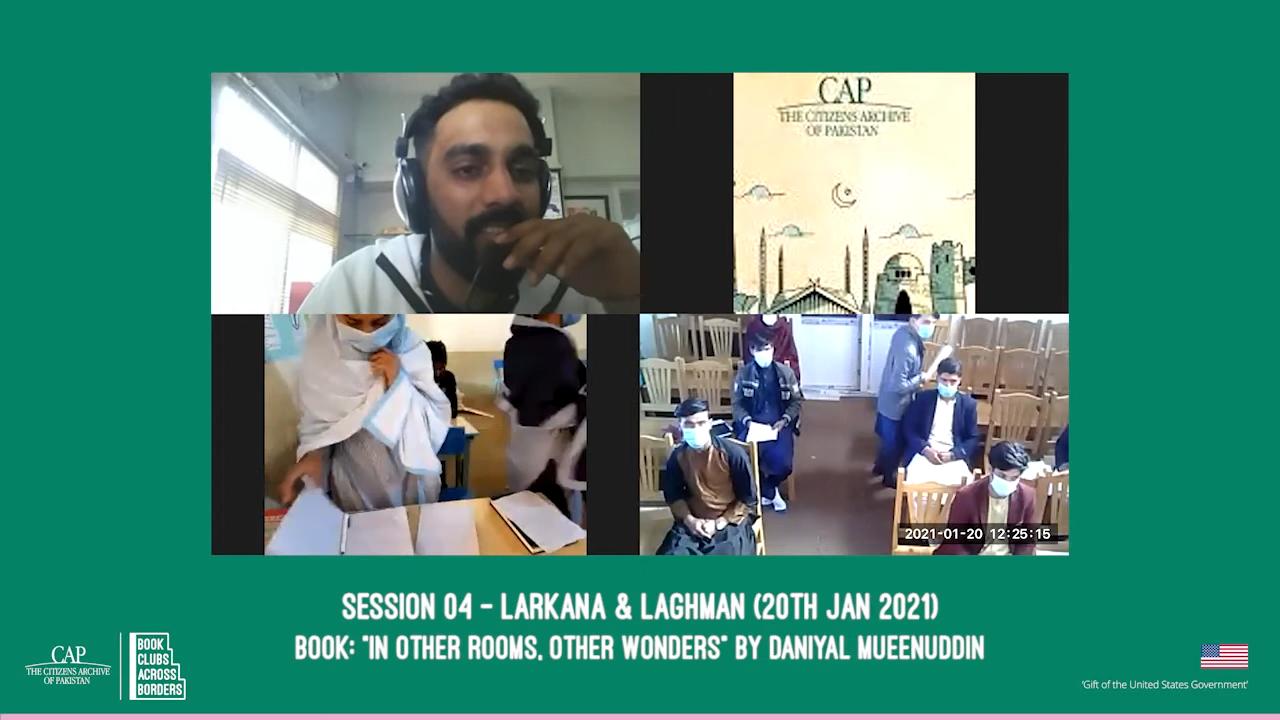 CAP
THE CITIZENS ARCHIVE
OF PAKISTAN
2021-01-20 12:25:15
SESSION 04 - LARKANA & LAGHMAN (20TH JAN 2021)
BOOK: "IN OTHER ROOMS, OTHER WONDERS" BY DANIYAL MUEENUDDIN
CAP
THE CITIZENS ARCHIVE
OF PAKISTAN
BOOK
CLUBS
ACROSS
BORDERS
'Gift of the United States Government'